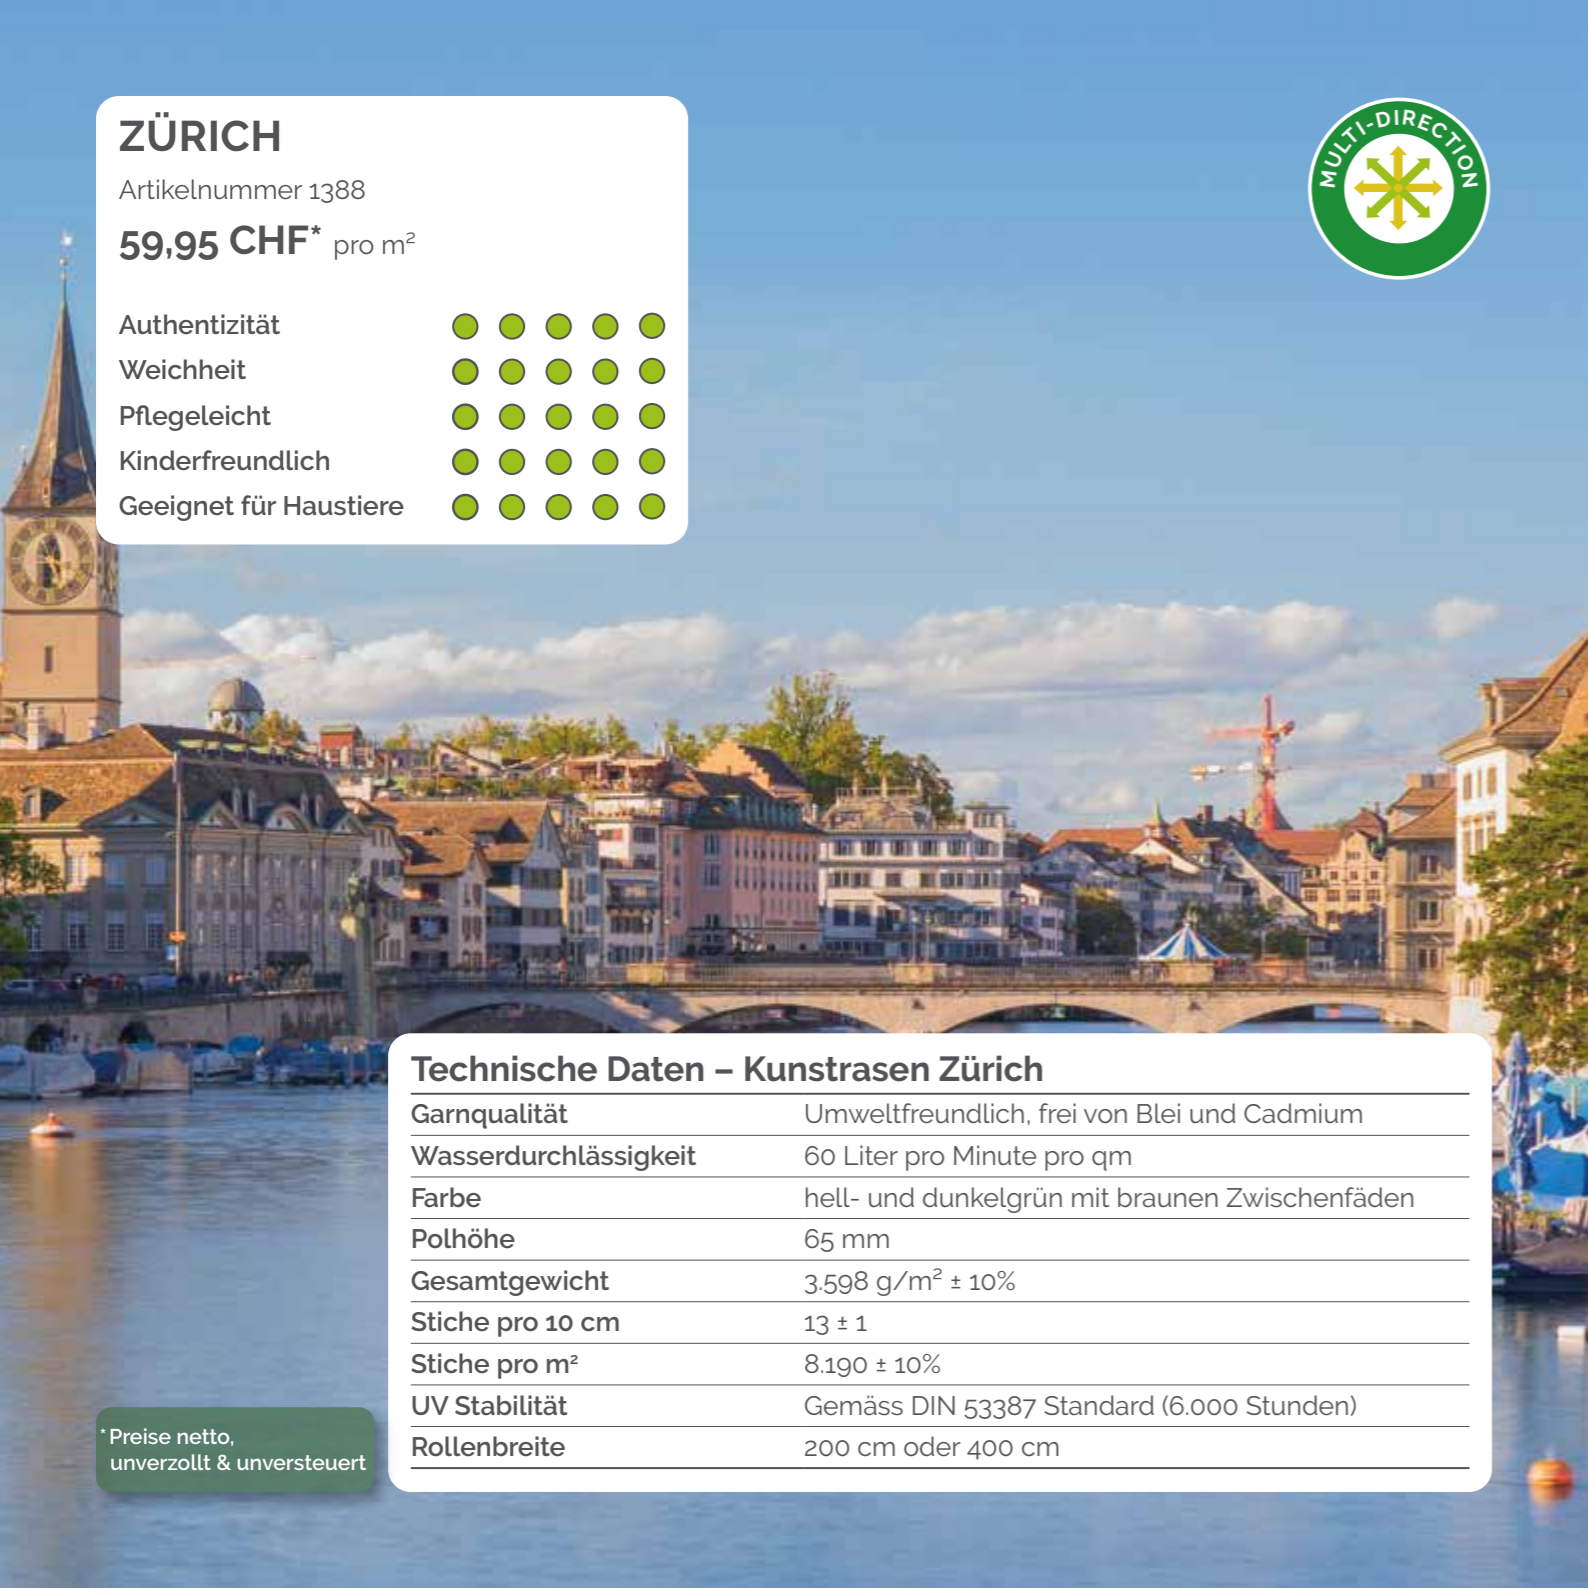 ZÜRICH
Artikelnummer 1388
59,95 CHF* pro m²
Authentizität
Weichheit
Pflegeleicht
Kinderfreundlich
Geeignet für Haustiere
MULTI-DIRECTION
Technische Daten – Kunstrasen Zürich
Garnqualität Umweltfreundlich, frei von Blei und Cadmium
Wasserdurchlässigkeit 60 Liter pro Minute pro qm
Farbe hell- und dunkelgrün mit braunen Zwischenfäden
Polhöhe 65 mm
Gesamtgewicht 3.598 g/m² ± 10%
Stiche pro 10 cm 13 ± 1
Stiche pro m² 8.190 ± 10%
UV Stabilität Gemäss DIN 53387 Standard (6.000 Stunden)
Rollenbreite 200 cm oder 400 cm
* Preise netto,
unverzollt & unversteuert